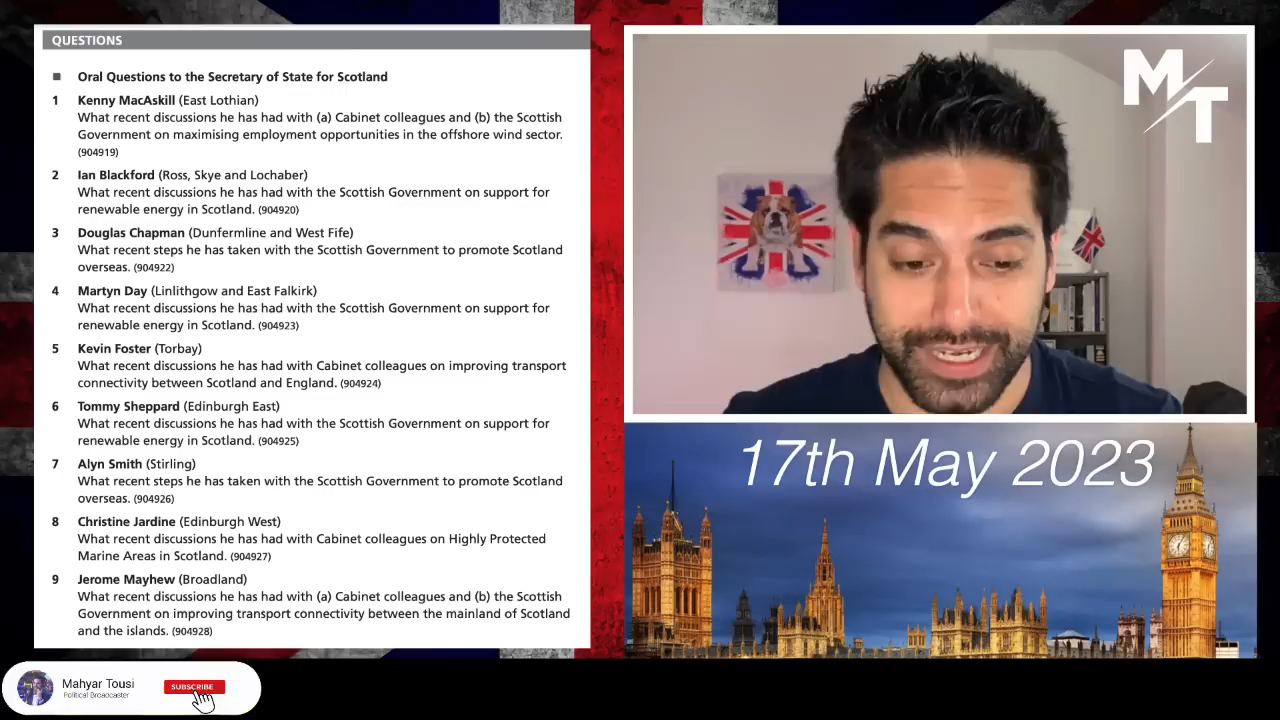 QUESTIONS
■ Oral Questions to the Secretary of State for Scotland
1 Kenny MacAskill (East Lothian)
What recent discussions he has had with (a) Cabinet colleagues and (b) the Scottish
Government on maximising employment opportunities in the offshore wind sector.
(904919)
2 Ian Blackford (Ross, Skye and Lochaber)
What recent discussions he has had with the Scottish Government on support for
renewable energy in Scotland. (904920)
3 Douglas Chapman (Dunfermline and West Fife)
What recent steps he has taken with the Scottish Government to promote Scotland
overseas. (904922)
4 Martyn Day (Linlithgow and East Falkirk)
What recent discussions he has had with the Scottish Government on support for
renewable energy in Scotland. (904923)
5 Kevin Foster (Torbay)
What recent discussions he has had with Cabinet colleagues on improving transport
connectivity between Scotland and England. (904924)
6 Tommy Sheppard (Edinburgh East)
What recent discussions he has had with the Scottish Government on support for
renewable energy in Scotland. (904925)
7 Alyn Smith (Stirling)
What recent steps he has taken with the Scottish Government to promote Scotland
overseas. (904926)
8 Christine Jardine (Edinburgh West)
What recent discussions he has had with Cabinet colleagues on Highly Protected
Marine Areas in Scotland. (904927)
9 Jerome Mayhew (Broadland)
What recent discussions he has had with (a) Cabinet colleagues and (b) the Scottish
Government on improving transport connectivity between the mainland of Scotland
and the islands. (904928)
M/T
17th May 2023
Mahyar Tousi
Political Broadcaster
SUBSCRIBE